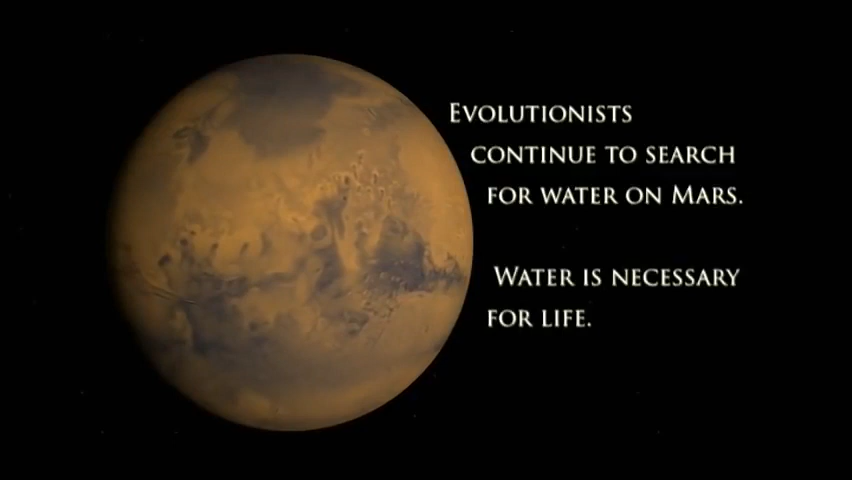 Evolutionists
continue to search
for water on Mars.
Water is necessary
for life.